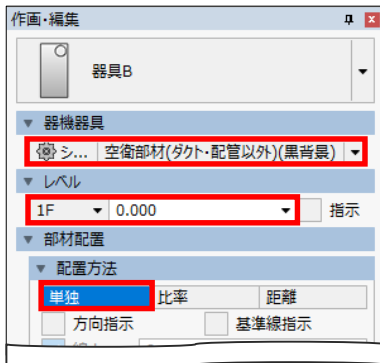 作画・編集
器具B
器機器具
シ... 空衛部材(ダクト・配管以外)(黒背景)
レベル
1F 0.000 指示
部材配置
配置方法
単独 比率 距離
方向指示 基準線指示